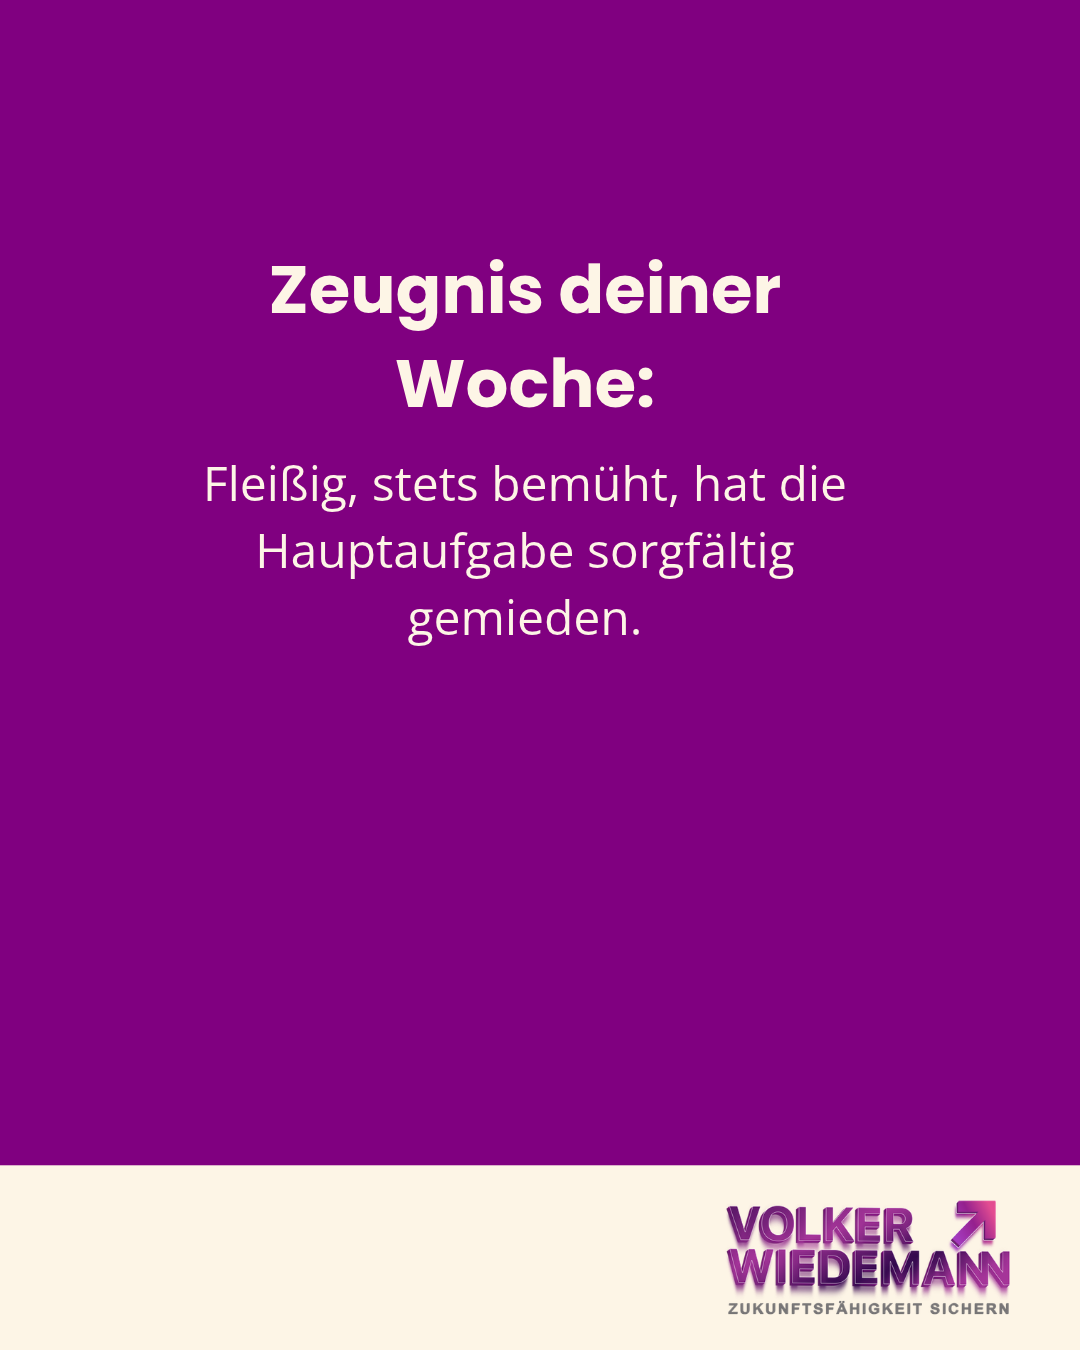 Zeugnis deiner
Woche:
Fleißig, stets bemüht, hat die
Hauptaufgabe sorgfältig
gemieden.
VOLKER
WIEDEMANN
ZUKUNFTSFÄHIGKEIT SICHERN